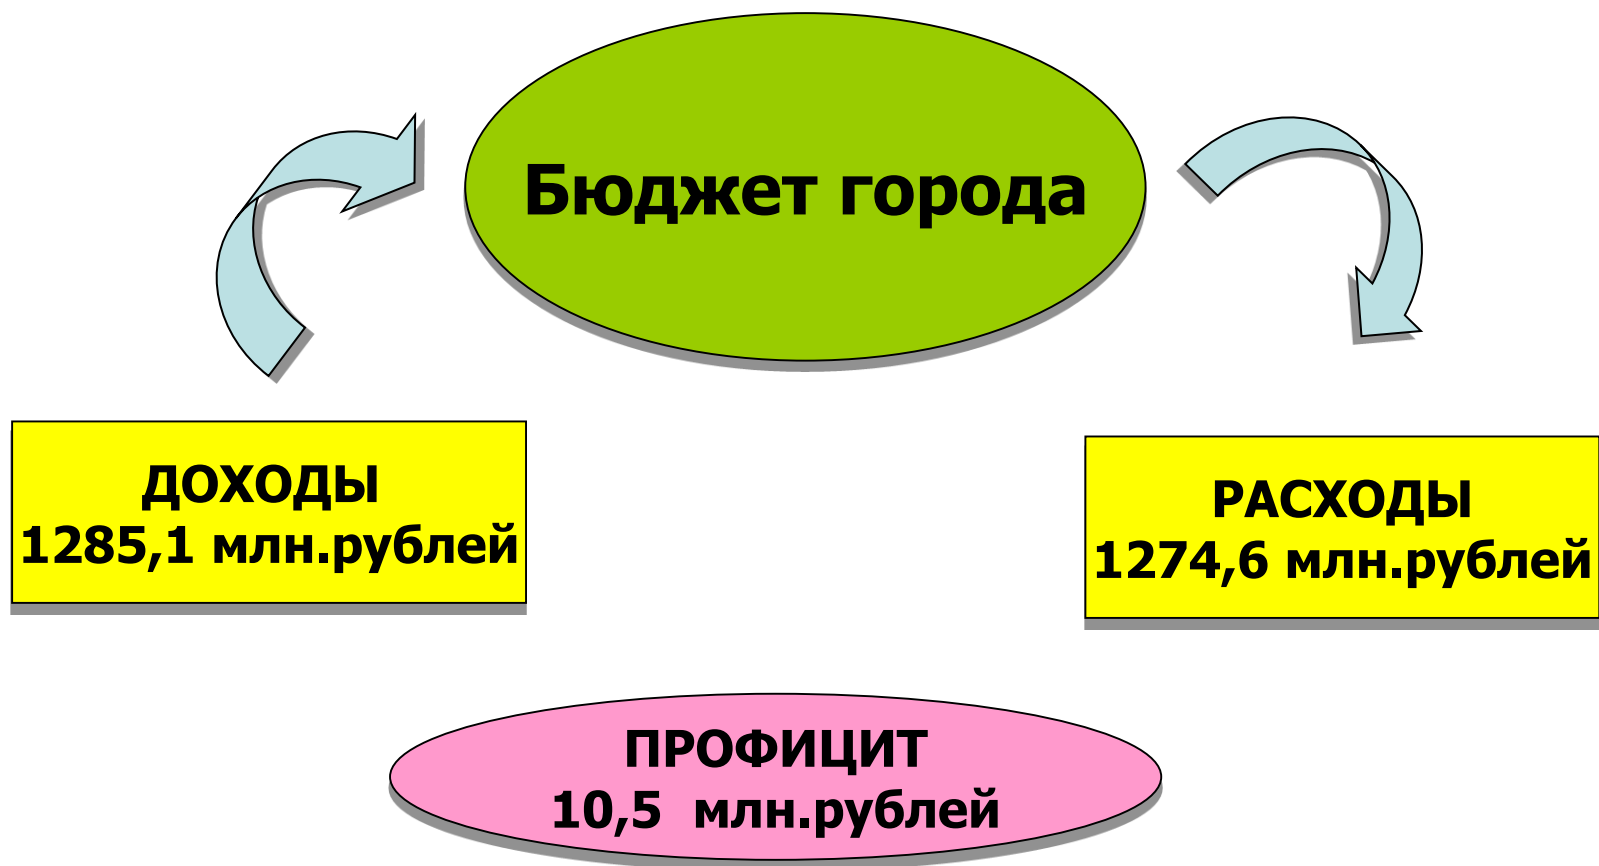 Бюджет города
ДОХОДЫ
1285,1 млн.рублей
РАСХОДЫ
1274,6 млн.рублей
ПРОФИЦИТ
10,5 млн.рублей